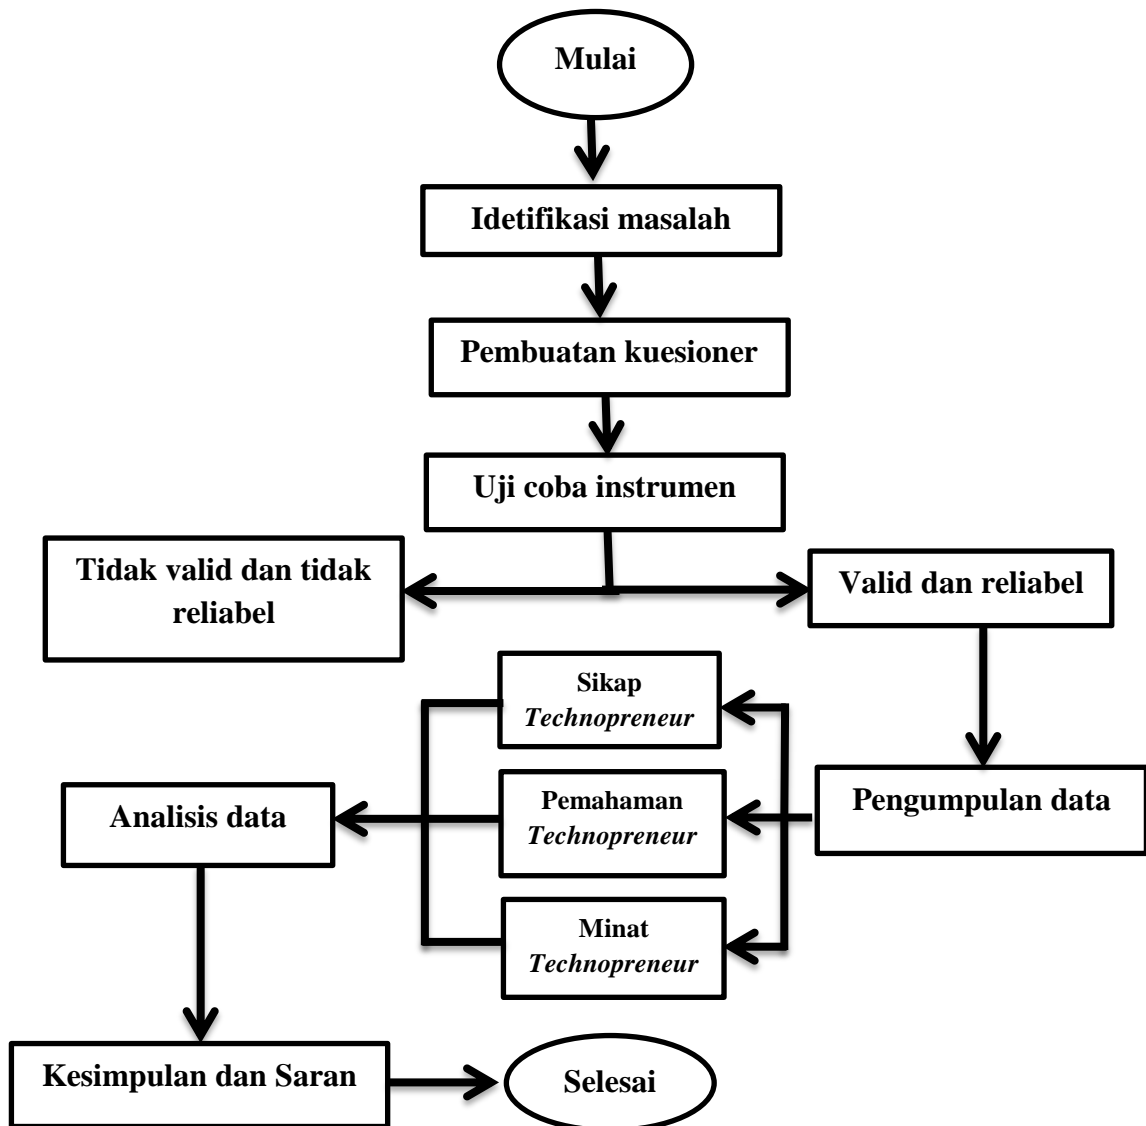 Mulai
Idetifikasi masalah
Pembuatan kuesioner
Uji coba instrumen
Tidak valid dan tidak
reliabel
Valid dan reliabel
Sikap
Technopreneur
Pemahaman
Technopreneur
Minat
Technopreneur
Pengumpulan data
Analisis data
Kesimpulan dan Saran
Selesai